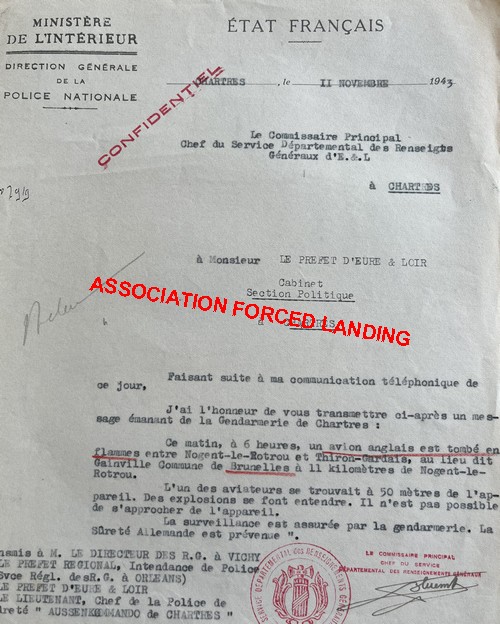 MINISTÈRE
DE L'INTÉRIEUR
DIRECTION GÉNÉRALE
DE LA
POLICE NATIONALE
ÉTAT FRANÇAIS
CHARTRES, le 11 NOVEMBRE 1943
CONFIDENTIEL
Le Commissaire Principal
Chef du Service Départemental des Renseigts
Généraux d'E.&.L
à CHARTRES
à Monsieur LE PREFET D'EURE & LOIR
Cabinet
Section Politique
à
ASSOCIATION FORCED LANDING
Faisant suite à ma communication téléphonique de
ce jour,
J'ai l'honneur de vous transmettre ci-après un mes-
sage émanant de la Gendarmerie de Chartres :
Ce matin, à 6 heures, un avion anglais est tombé en
flammes entre Nogent-le-Rotrou et Thiron-Gardais, au lieu dit
Gainville Commune de Brunelles à 11 kilomètres de Nogent-le-
Rotrou.
L'un des aviateurs se trouvait à 50 mètres de l'ap-
pareil. Des explosions se font entendre. Il n'est pas possible
de s'approcher de l'appareil.
La surveillance est assurée par la gendarmerie. La
Sûreté Allemande est prévenue ".
nsmis à M. LE DIRECTEUR DES R.G. à VICHY
LE PREFET REGIONAL, Intendance de Police
Svce Régl. desR.G. à ORLEANS)
LE PREFET D'EURE & LOIR
LE LIEUTENANT, Chef de la Police de
reté " AUSSENKOMMANDO de CHARTRES "
LE COMMISSAIRE PRINCIPAL
CHEF DU SERVICE
DÉPARTEMENTAL DES RENSEIGNEMENTS GÉNÉRAUX
SERVICE DÉPARTEMENTAL DES RENSEIGNEMENTS